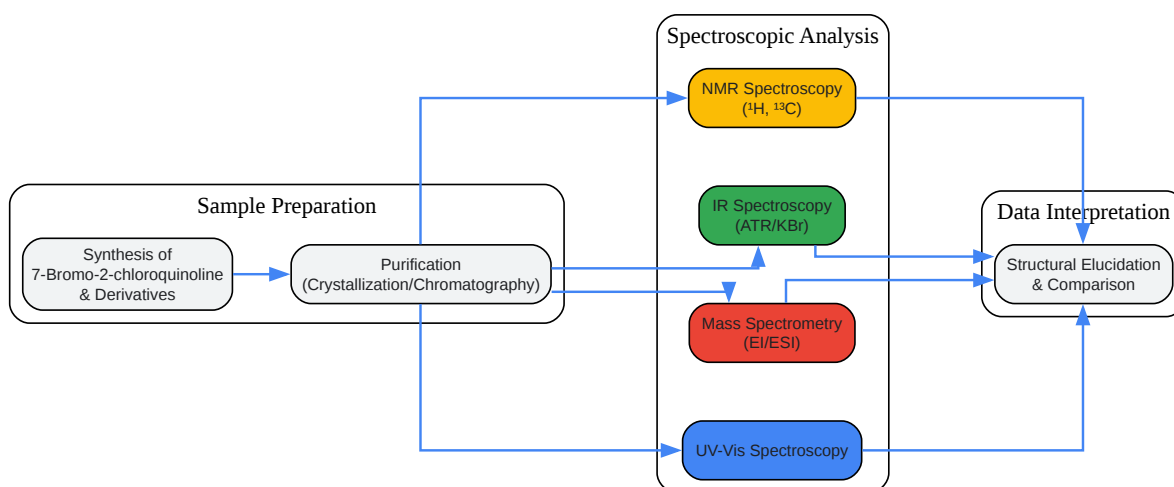 Sample Preparation
Synthesis of
7-Bromo-2-chloroquinoline
& Derivatives
Purification
(Crystallization/Chromatography)
Spectroscopic Analysis
NMR Spectroscopy
(¹H, ¹³C)
IR Spectroscopy
(ATR/KBr)
Mass Spectrometry
(EI/ESI)
UV-Vis Spectroscopy
Data Interpretation
Structural Elucidation
& Comparison